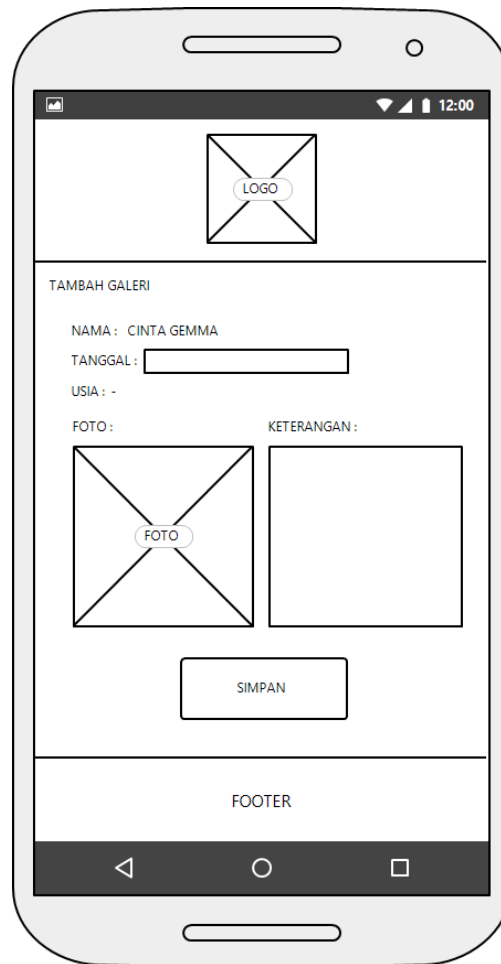 12:00
LOGO
TAMBAH GALERI
NAMA : CINTA GEMMA
TANGGAL :
USIA : -
FOTO : KETERANGAN :
FOTO
SIMPAN
FOOTER